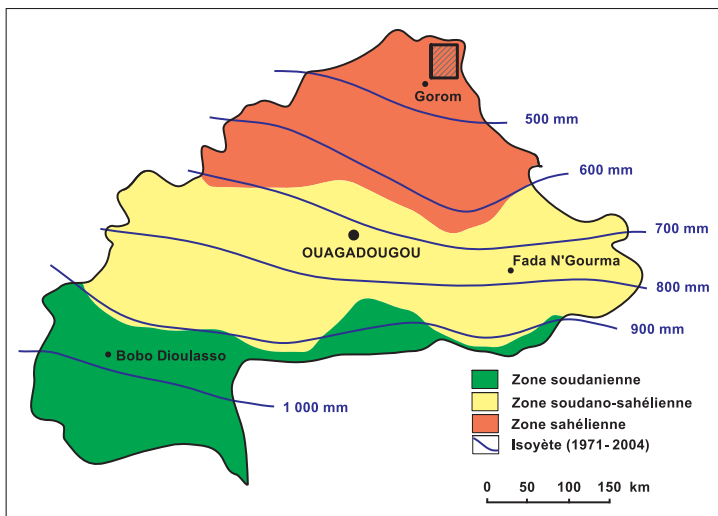 Gorom
500 mm
600 mm
700 mm
OUAGADOUGOU
Fada N'Gourma
800 mm
900 mm
Bobo Dioulasso
1 000 mm
Zone soudanienne
Zone soudano-sahélienne
Zone sahélienne
Isoyète (1971-2004)
0 50 100 150 km